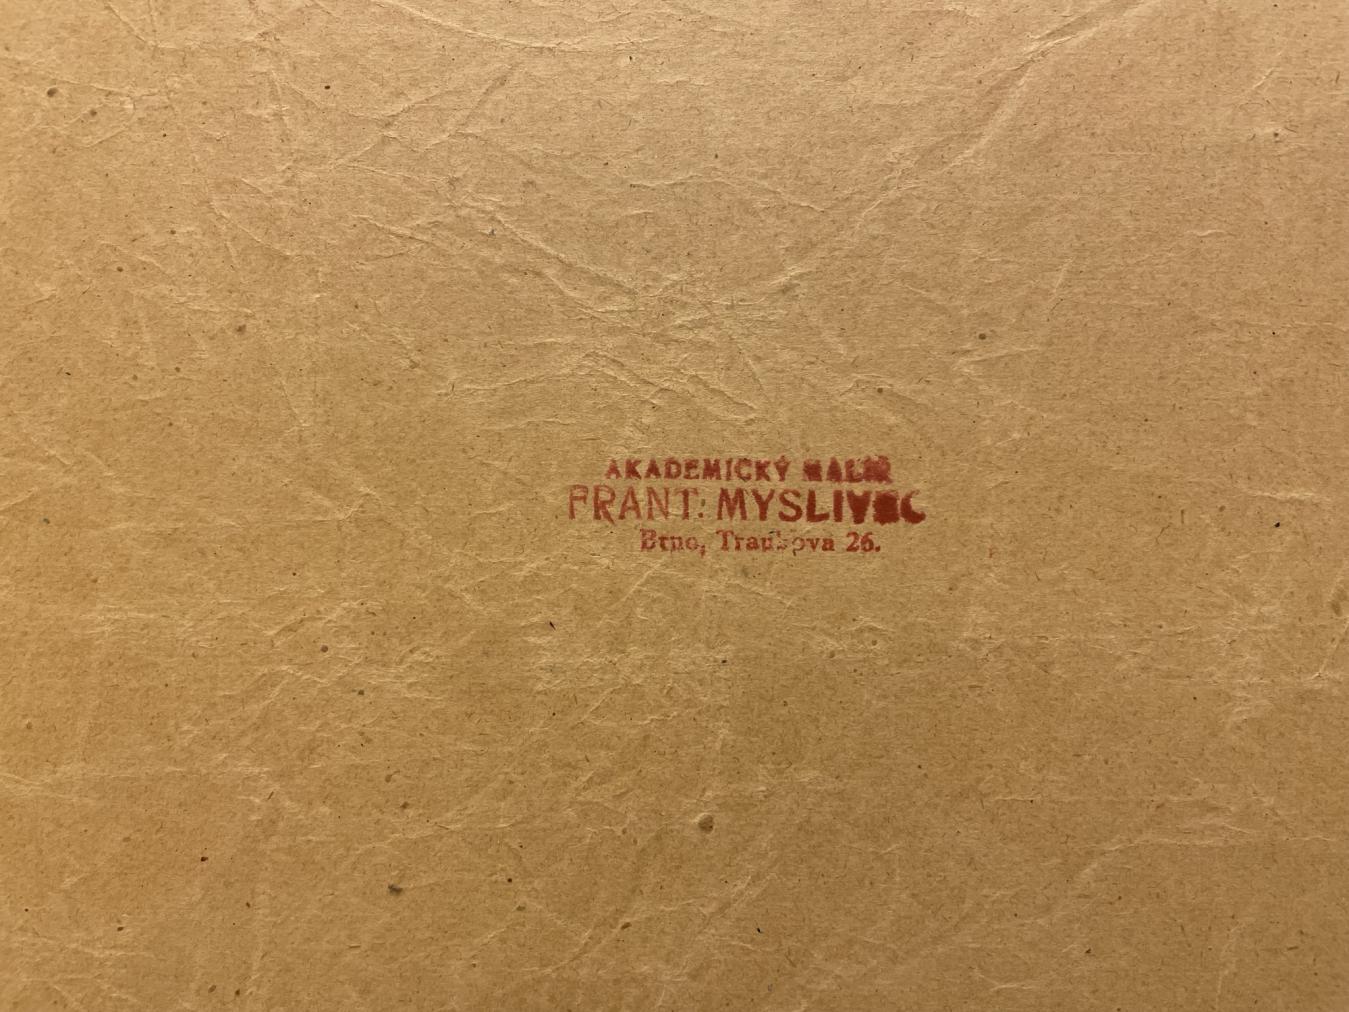 AKADEMICKÝ MALÍŘ
FRANT. MYSLIVEC
Brno, Traubova 26.